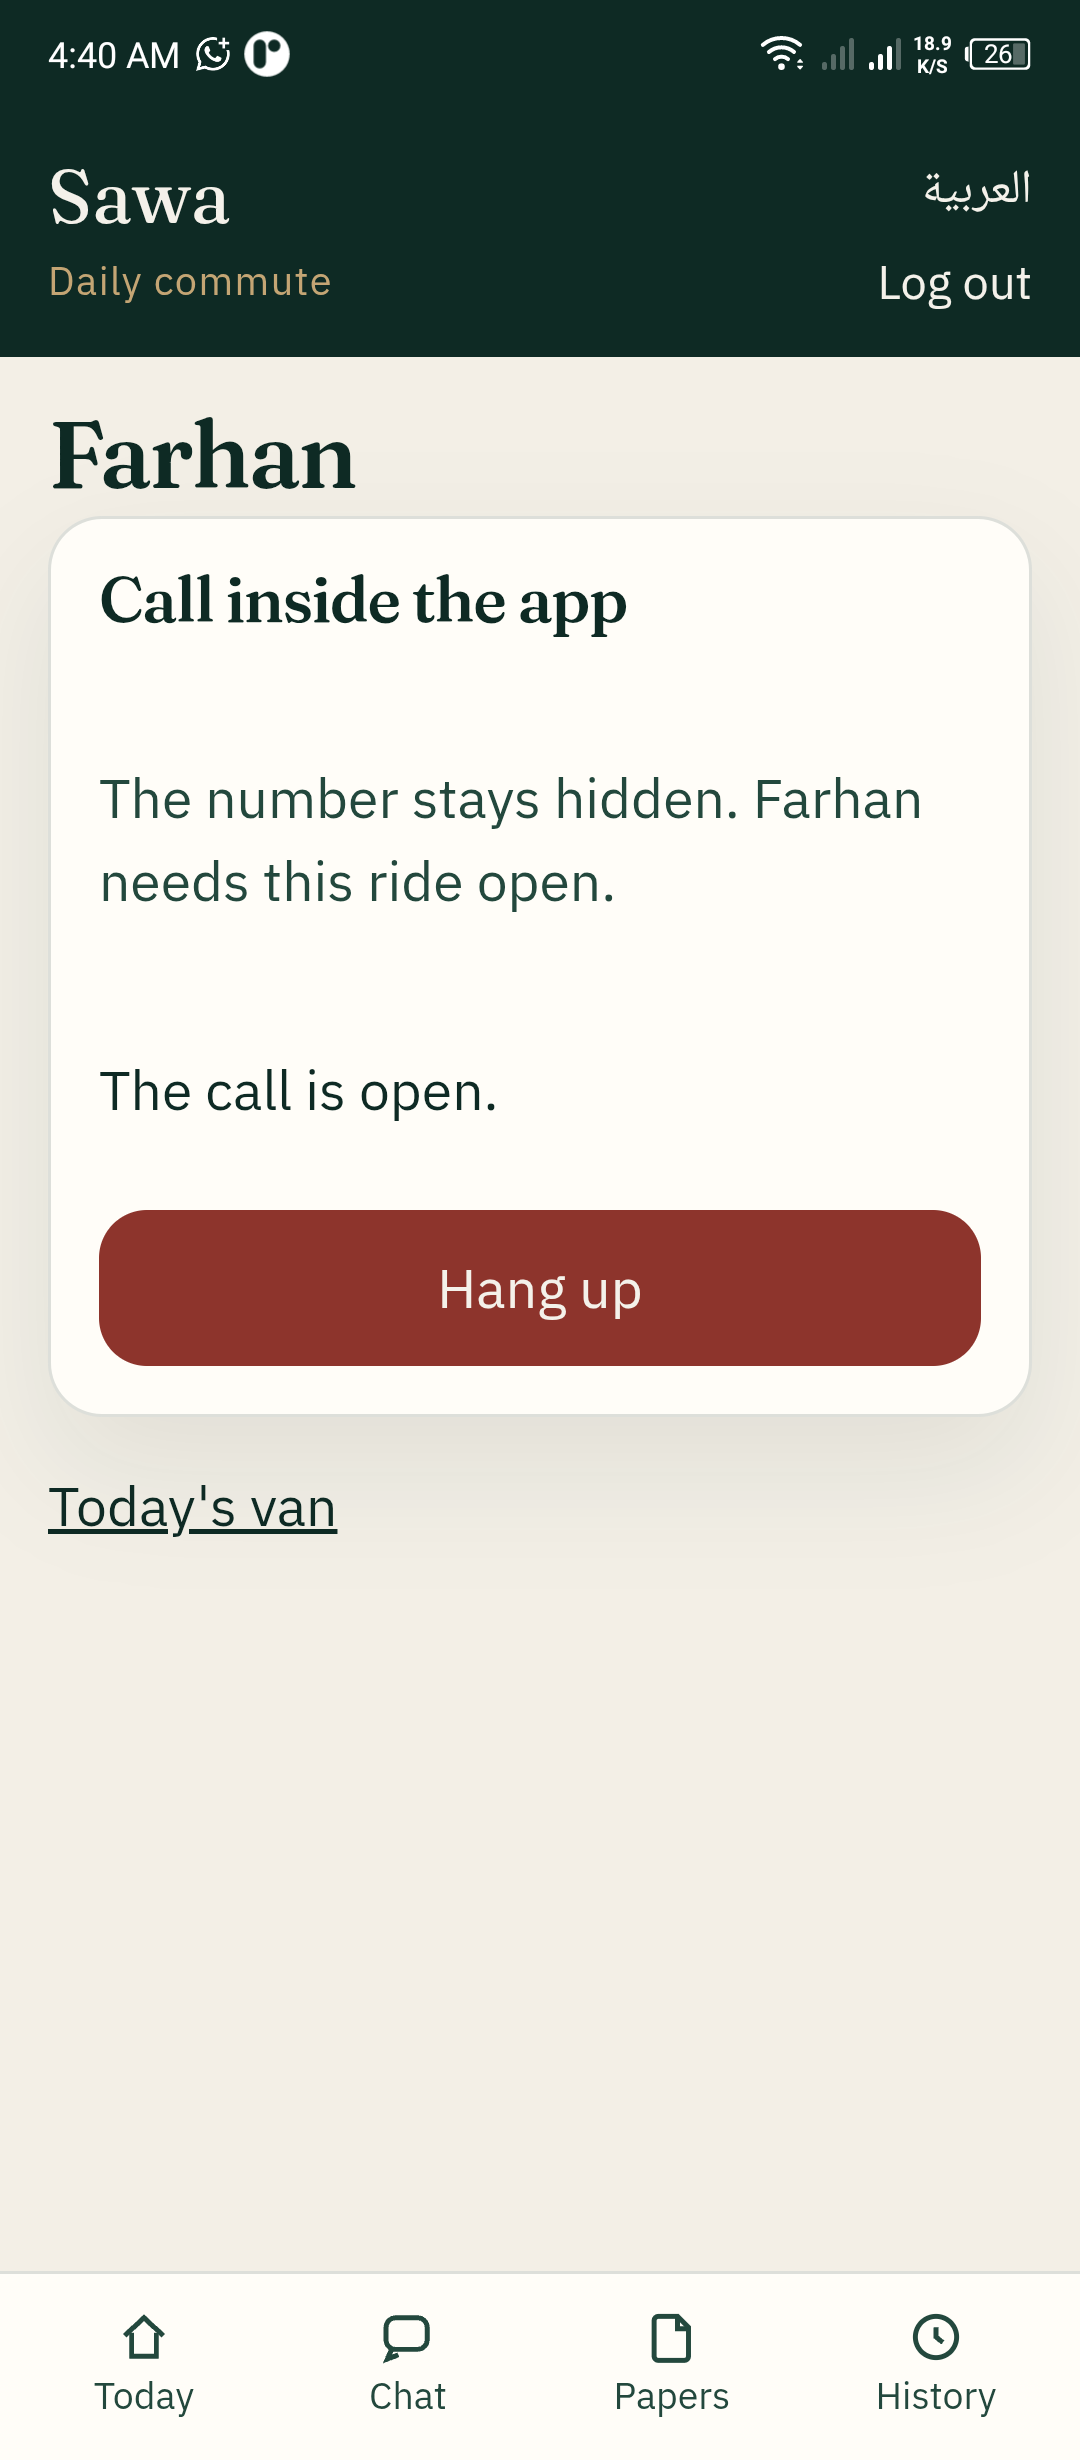 4:40 AM
18.9
K/S
26
Sawa
العربية
Daily commute
Log out
Farhan
Call inside the app
The number stays hidden. Farhan
needs this ride open.
The call is open.
Hang up
Today's van
Today
Chat
Papers
History